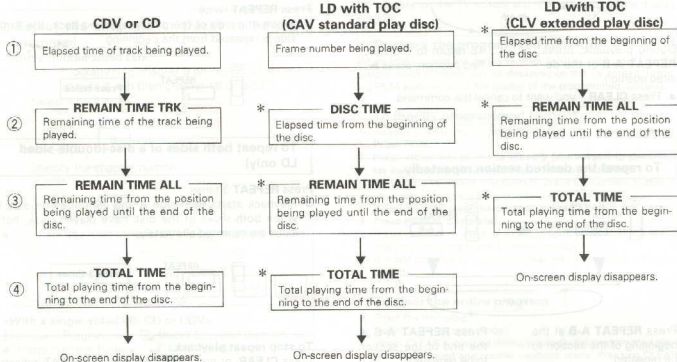 CDV or CD
① Elapsed time of track being played.
② REMAIN TIME TRK
Remaining time of the track being
played.
③ REMAIN TIME ALL
Remaining time from the position
being played until the end of the
disc.
④ TOTAL TIME
Total playing time from the begin-
ning to the end of the disc.
On-screen display disappears.
LD with TOC
(CAV standard play disc)
Frame number being played.
* DISC TIME
Elapsed time from the beginning of
the disc.
* REMAIN TIME ALL
Remaining time from the position
being played until the end of the
disc.
* TOTAL TIME
Total playing time from the begin-
ning to the end of the disc.
On-screen display disappears.
LD with TOC
(CLV extended play disc)
* Elapsed time from the beginning of
the disc
* REMAIN TIME ALL
Remaining time from the position
being played until the end of the
disc.
* TOTAL TIME
Total playing time from the begin-
ning to the end of the disc.
On-screen display disappears.